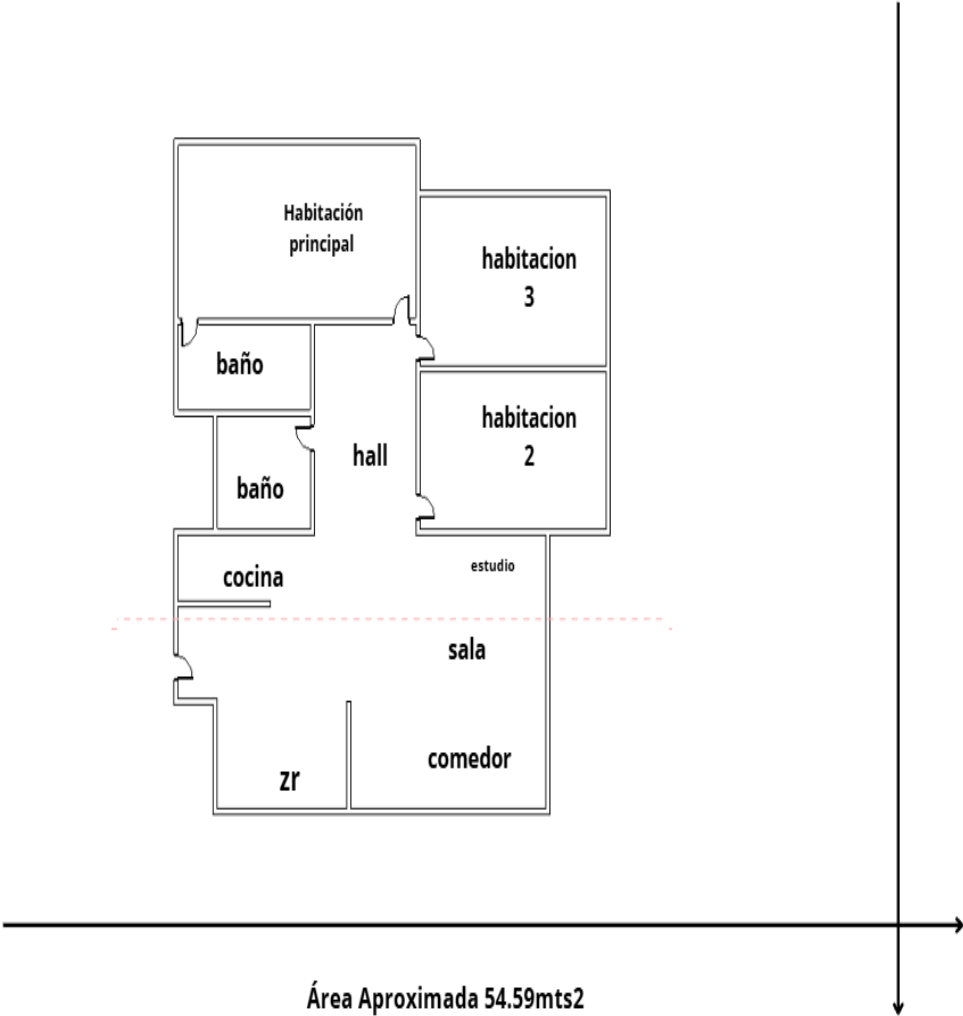 Habitación
principal
habitacion
3
baño
habitacion
2
hall
baño
estudio
cocina
sala
comedor
zr
Área Aproximada 54.59mts2